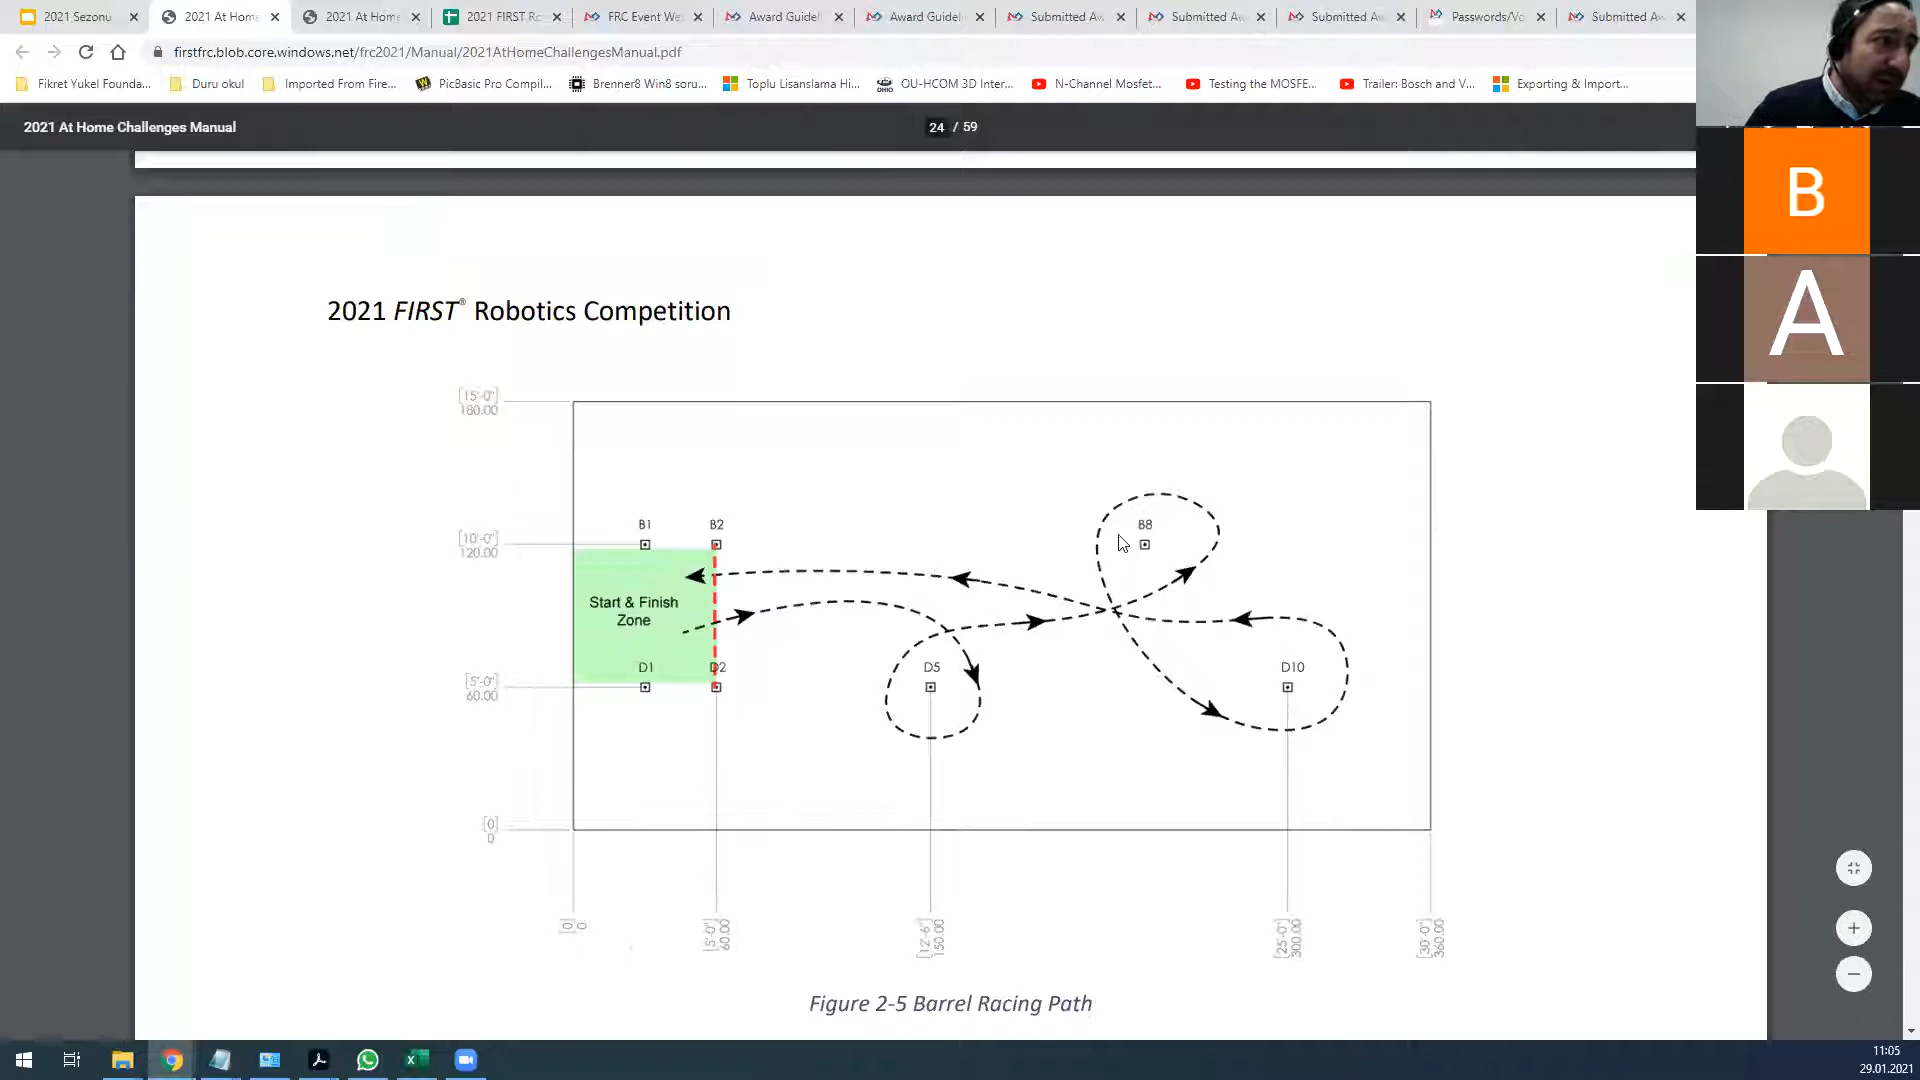 2021 Sezonu
2021 At Home
2021 At Home
2021 FIRST Ro
FRC Event We
Award Guideli
Award Guideli
Submitted Aw
Submitted Aw
Submitted Aw
Passwords/Vo
Submitted Aw
firstfrc.blob.core.windows.net/frc2021/Manual/2021AtHomeChallengesManual.pdf
Fikret Yukel Founda...
Duru okul
Imported From Fire...
PicBasic Pro Compil...
Brenner8 Win8 soru...
Toplu Lisanslama Hi...
OU-HCOM 3D Inter...
N-Channel Mosfet...
Testing the MOSFE...
Trailer: Bosch and V...
Exporting & Import...
2021 At Home Challenges Manual
24 / 59
B
A
2021 FIRST® Robotics Competition
[15'-0"]
180.00
B1
B2
B8
[10'-0"]
120.00
Start & Finish
Zone
D1
D2
D5
D10
[5'-0"]
60.00
[0]
0
[0]
0
[5'-0"]
60.00
[12'-6"]
150.00
[25'-0"]
300.00
[30'-0"]
360.00
Figure 2-5 Barrel Racing Path
11:05
29.01.2021